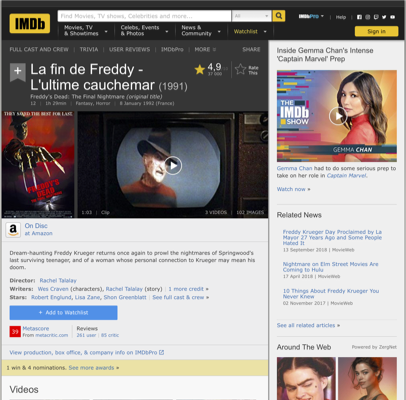 IMDb
Find Movies, TV shows, Celebrities and more...
All
Movies, TV
& Showtimes
Celebs, Events
& Photos
News &
Community
Watchlist
IMDbPro
Help
Sign in
FULL CAST AND CREW | TRIVIA | USER REVIEWS | IMDbPro | MORE
SHARE
La fin de Freddy -
L'ultime cauchemar (1991)
Freddy's Dead: The Final Nightmare (original title)
12 | 1h 29min | Fantasy, Horror | 8 January 1992 (France)
4,9
Rate
This
THEY SAVED THE BEST FOR LAST.
FREDDY'S
DEAD
1:03 | Clip
3 VIDEOS | 102 IMAGES
On Disc
at Amazon
Dream-haunting Freddy Krueger returns once again to prowl the nightmares of Springwood's
last surviving teenager, and of a woman whose personal connection to Krueger may mean his
doom.
Director: Rachel Talalay
Writers: Wes Craven (characters), Rachel Talalay (story) | 1 more credit »
Stars: Robert Englund, Lisa Zane, Shon Greenblatt | See full cast & crew »
+ Add to Watchlist
39
Metascore
From metacritic.com
Reviews
261 user | 95 critic
View production, box office, & company info on IMDbPro
1 win & 4 nominations. See more awards »
Videos
Inside Gemma Chan's Intense
'Captain Marvel' Prep
THE
IMDb
SHOW
GEMMA CHAN
Gemma Chan had to do some serious prep to
take on her role in Captain Marvel.
Watch now »
Related News
Freddy Krueger Day Proclaimed by La
Mayor 27 Years Ago and Some People
Hated It
13 September 2018 | MovieWeb
Nightmare on Elm Street Movies Are
Coming to Hulu
17 April 2018 | MovieWeb
10 Things About Freddy Krueger You
Never Knew
02 November 2017 | MovieWeb
See all related articles »
Around The Web | Powered by ZergNet